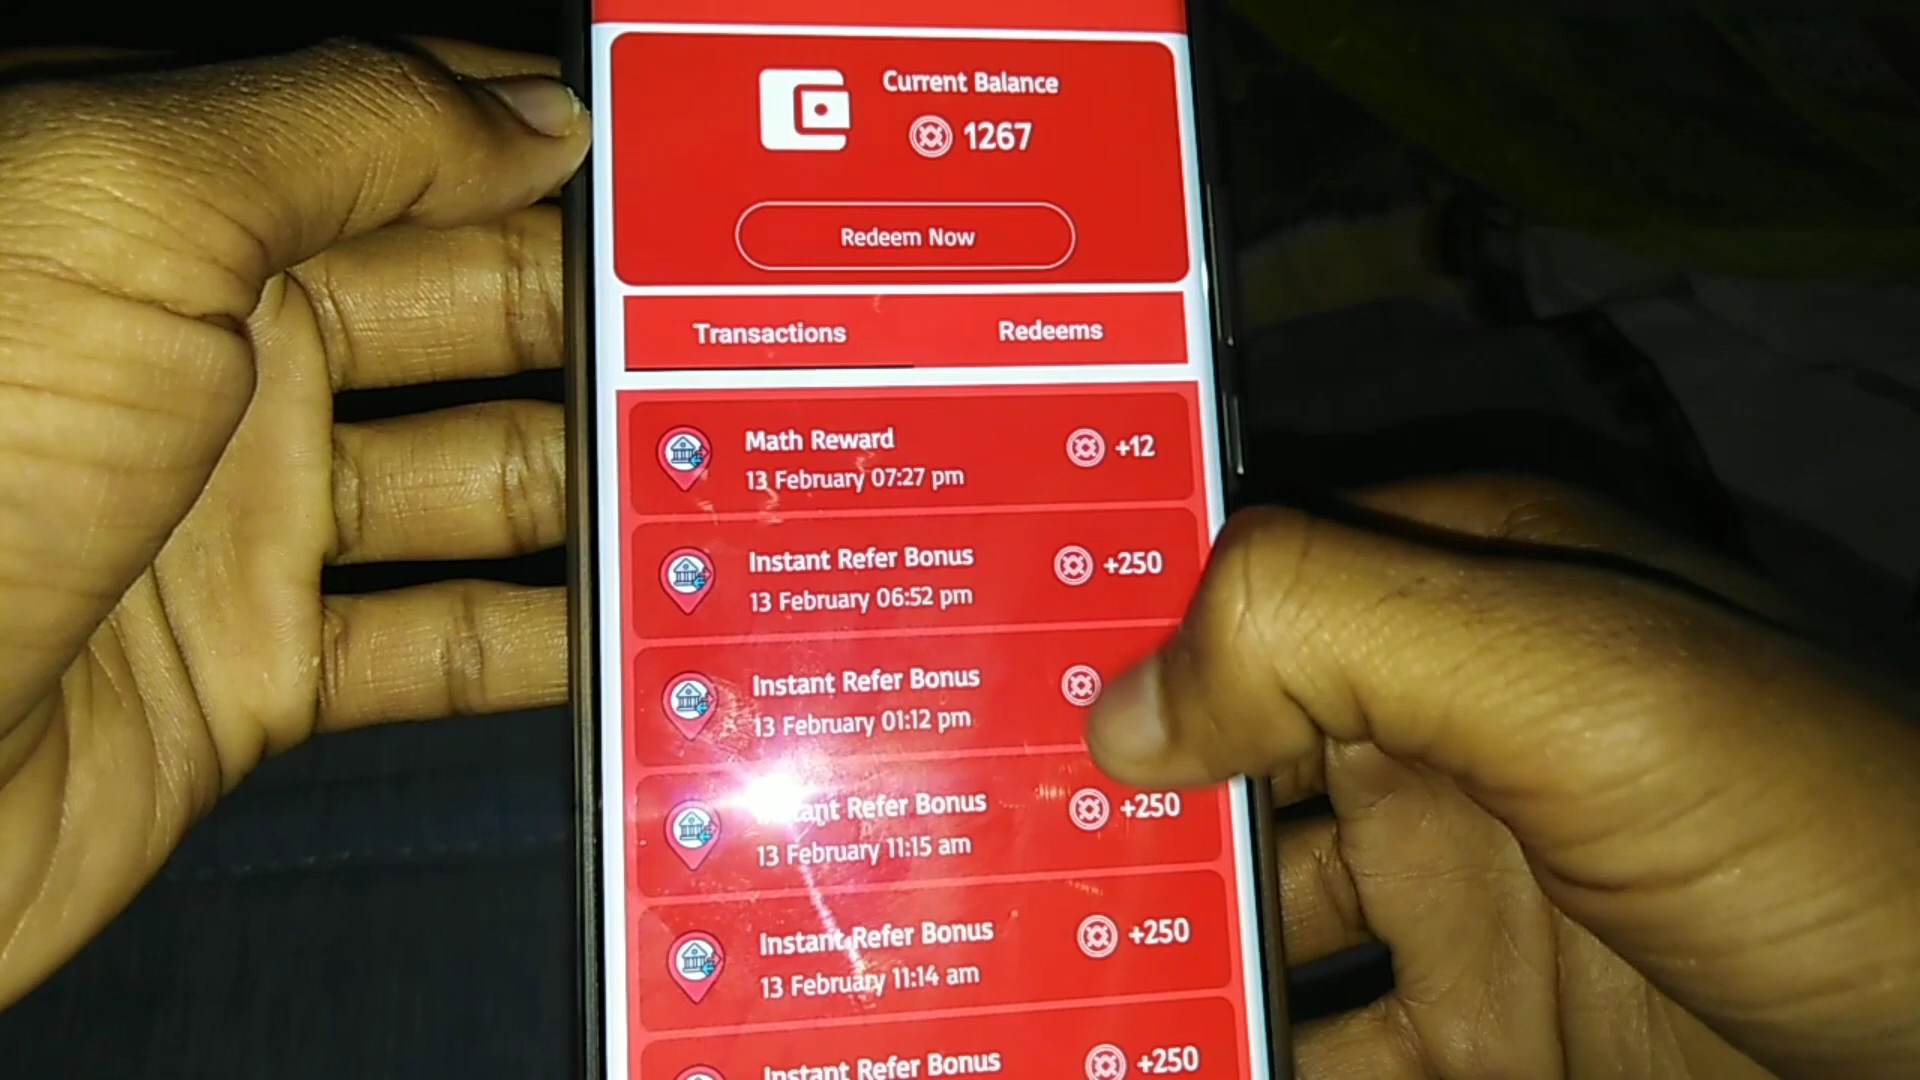 Current Balance
1267
Redeem Now
Transactions
Redeems
Math Reward
+12
13 February 07:27 pm
Instant Refer Bonus
+250
13 February 06:52 pm
Instant Refer Bonus
13 February 01:12 pm
Refer Bonus
+250
13 February 11:15 am
Instant Refer Bonus
+250
13 February 11:14 am
Instant Refer Bonus
+250